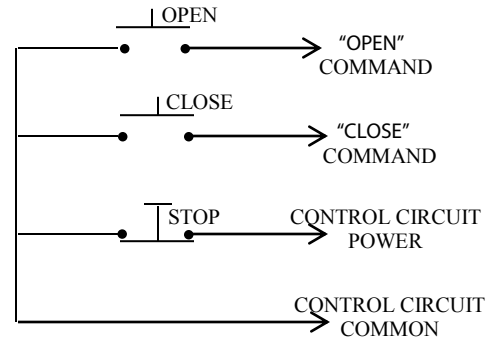 OPEN
“OPEN”
COMMAND
CLOSE
“CLOSE”
COMMAND
STOP
CONTROL CIRCUIT
POWER
CONTROL CIRCUIT
COMMON